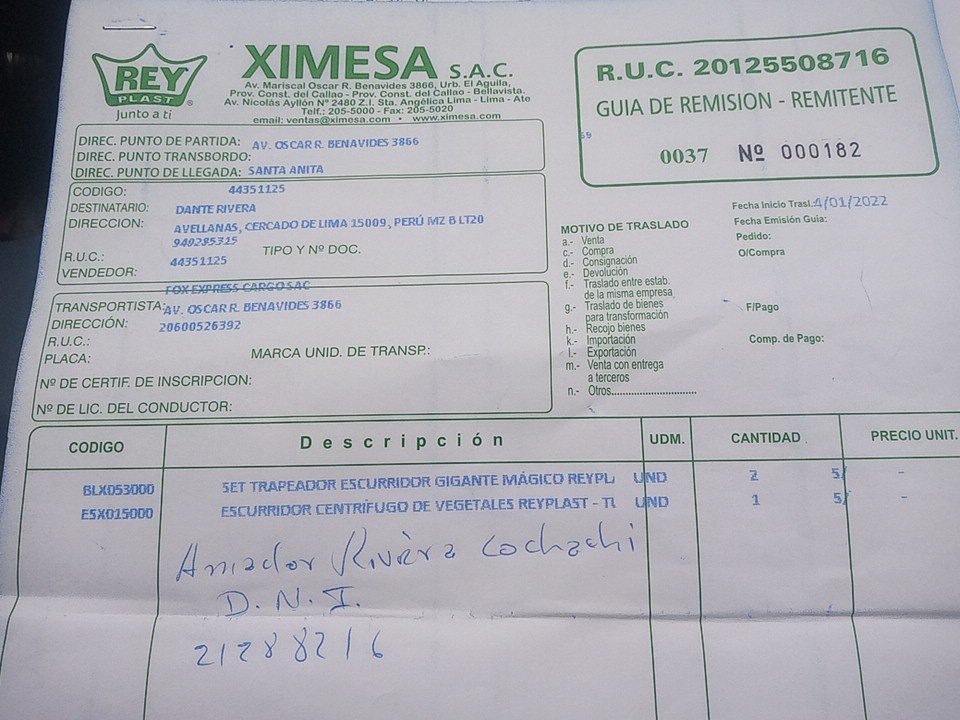 REY
PLAST ®
Junto a ti
XIMESA S.A.C.
Av. Mariscal Oscar R. Benavides 3866, Urb. El Aguila,
Prov. Const. del Callao - Prov. Const. del Callao - Bellavista.
Av. Nicolás Ayllón Nº 2480 Z.I. Sta. Angélica Lima - Lima - Ate
Telf.: 205-5000 - Fax: 205-5020
email: ventas@ximesa.com • www.ximesa.com
R.U.C. 20125508716
GUIA DE REMISION - REMITENTE
0037 Nº 000182
DIREC. PUNTO DE PARTIDA: AV. OSCAR R. BENAVIDES 3866
DIREC. PUNTO TRANSBORDO:
DIREC. PUNTO DE LLEGADA: SANTA ANITA
CODIGO: 44351125
DESTINATARIO: DANTE RIVERA
DIRECCION: AVELLANAS, CERCADO DE LIMA 15009, PERÚ MZ B LT20
949285315
TIPO Y Nº DOC.
R.U.C.: 44351125
VENDEDOR:
FOX EXPRESS CARGO SAC
TRANSPORTISTA: AV. OSCAR R. BENAVIDES 3866
DIRECCIÓN: 20600526392
R.U.C.:
PLACA: MARCA UNID. DE TRANSP.:
Nº DE CERTIF. DE INSCRIPCION:
Nº DE LIC. DEL CONDUCTOR:
MOTIVO DE TRASLADO
a.- Venta
c.- Compra
d.- Consignación
e.- Devolución
f.- Traslado entre estab.
de la misma empresa
g.- Traslado de bienes
para transformación
h.- Recojo bienes
k.- Importación
l.- Exportación
m.- Venta con entrega
a terceros
n.- Otros..............................
Fecha Inicio Trasl.: 4/01/2022
Fecha Emisión Guia:
Pedido:
O/Compra
F/Pago
Comp. de Pago:
CODIGO Descripción UDM. CANTIDAD PRECIO UNIT.
BLX053000 SET TRAPEADOR ESCURRIDOR GIGANTE MÁGICO REYPL UND 2 S/ -
ESX015000 ESCURRIDOR CENTRÍFUGO DE VEGETALES REYPLAST - TU UND 1 S/ -
Amador Rivera Cochachi
D.N.I.
21288216